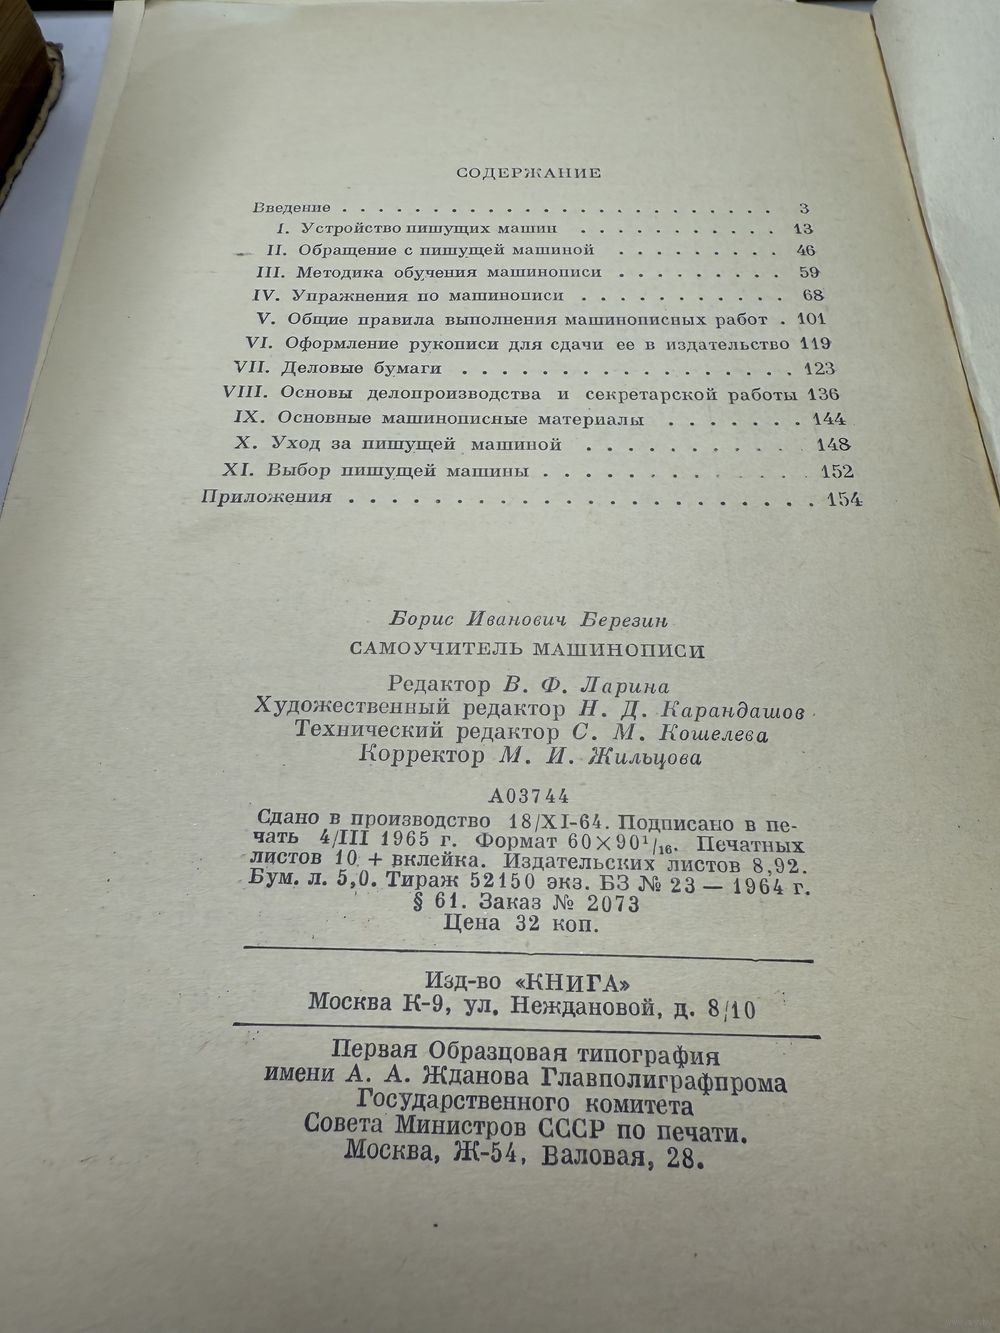 СОДЕРЖАНИЕ
Введение . . . . . . . . . . . . . . . . . . . . . . . . 3
I. Устройство пишущих машин . . . . . . . . . . . 13
II. Обращение с пишущей машиной . . . . . . . . . 46
III. Методика обучения машинописи . . . . . . . . . 59
IV. Упражнения по машинописи . . . . . . . . . . . 68
V. Общие правила выполнения машинописных работ . 101
VI. Оформление рукописи для сдачи ее в издательство 119
VII. Деловые бумаги . . . . . . . . . . . . . . . . . 123
VIII. Основы делопроизводства и секретарской работы 136
IX. Основные машинописные материалы . . . . . . . 144
X. Уход за пишущей машиной . . . . . . . . . . . 148
XI. Выбор пишущей машины . . . . . . . . . . . . . 152
Приложения . . . . . . . . . . . . . . . . . . . . . . 154
Борис Иванович Березин
САМОУЧИТЕЛЬ МАШИНОПИСИ
Редактор В. Ф. Ларина
Художественный редактор Н. Д. Карандашов
Технический редактор С. М. Кошелева
Корректор М. И. Жильцова
А03744
Сдано в производство 18/XI-64. Подписано в пе-
чать 4/III 1965 г. Формат 60×90¹/₁₆. Печатных
листов 10 + вклейка. Издательских листов 8,92.
Бум. л. 5,0. Тираж 52150 экз. БЗ № 23 — 1964 г.
§ 61. Заказ № 2073
Цена 32 коп.
Изд-во «КНИГА»
Москва К-9, ул. Неждановой, д. 8/10
Первая Образцовая типография
имени А. А. Жданова Главполиграфпрома
Государственного комитета
Совета Министров СССР по печати.
Москва, Ж-54, Валовая, 28.